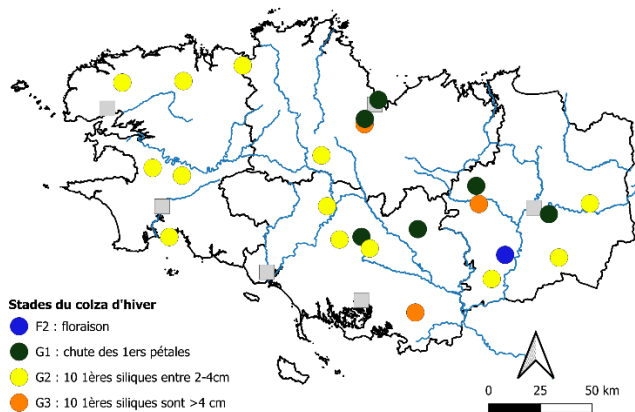 Stades du colza d'hiver
F2 : floraison
G1 : chute des 1ers pétales
G2 : 10 1ères siliques entre 2-4cm
G3 : 10 1ères siliques sont >4 cm
0 25 50 km